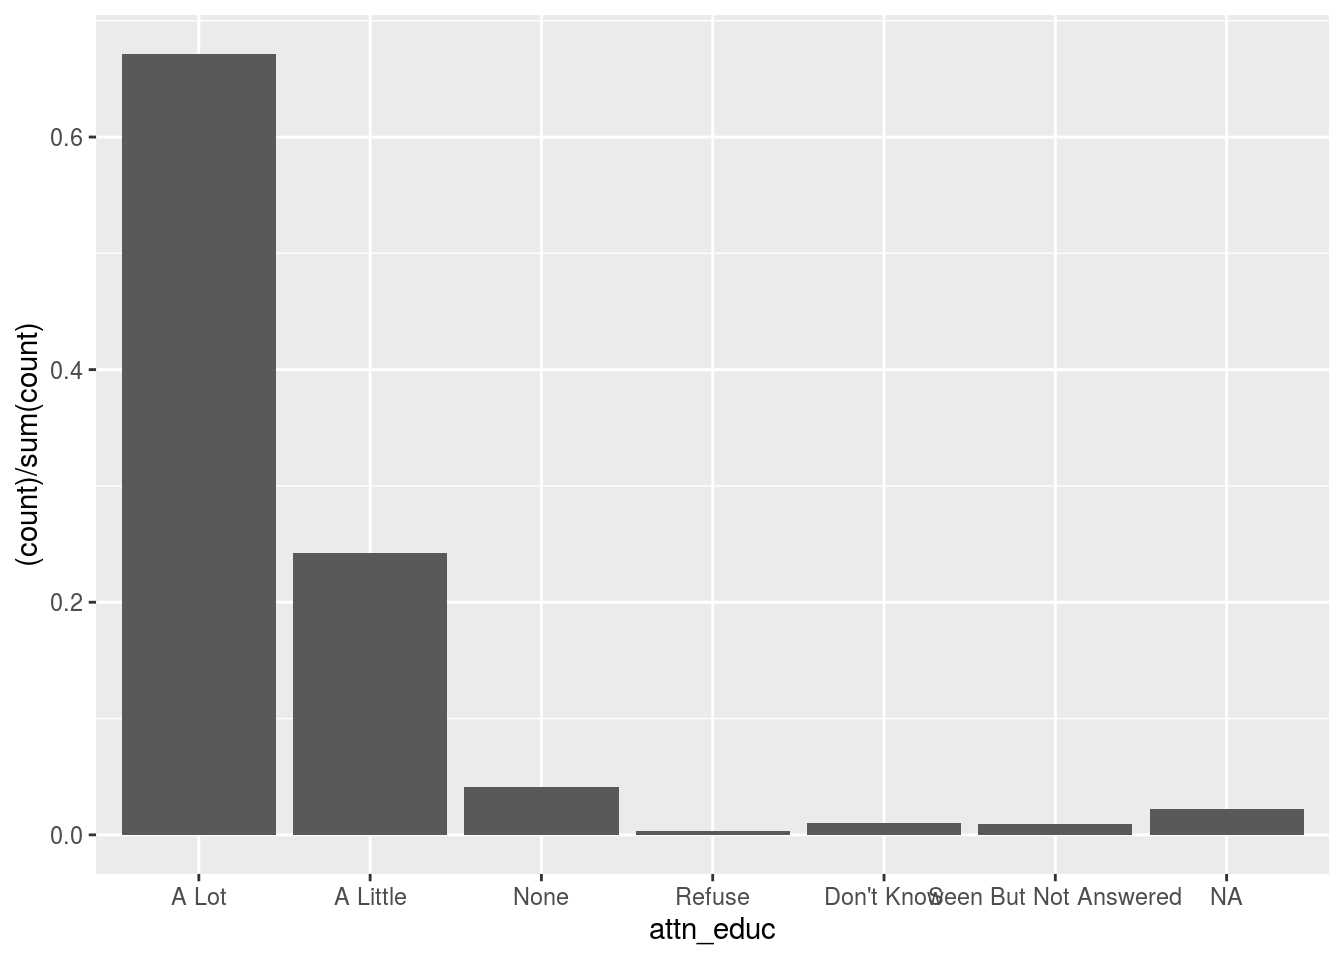 (count)/sum(count)
0.6
0.4
0.2
0.0
A Lot
A Little
None
Refuse
Don't Know
Seen But Not Answered
NA
attn_educ